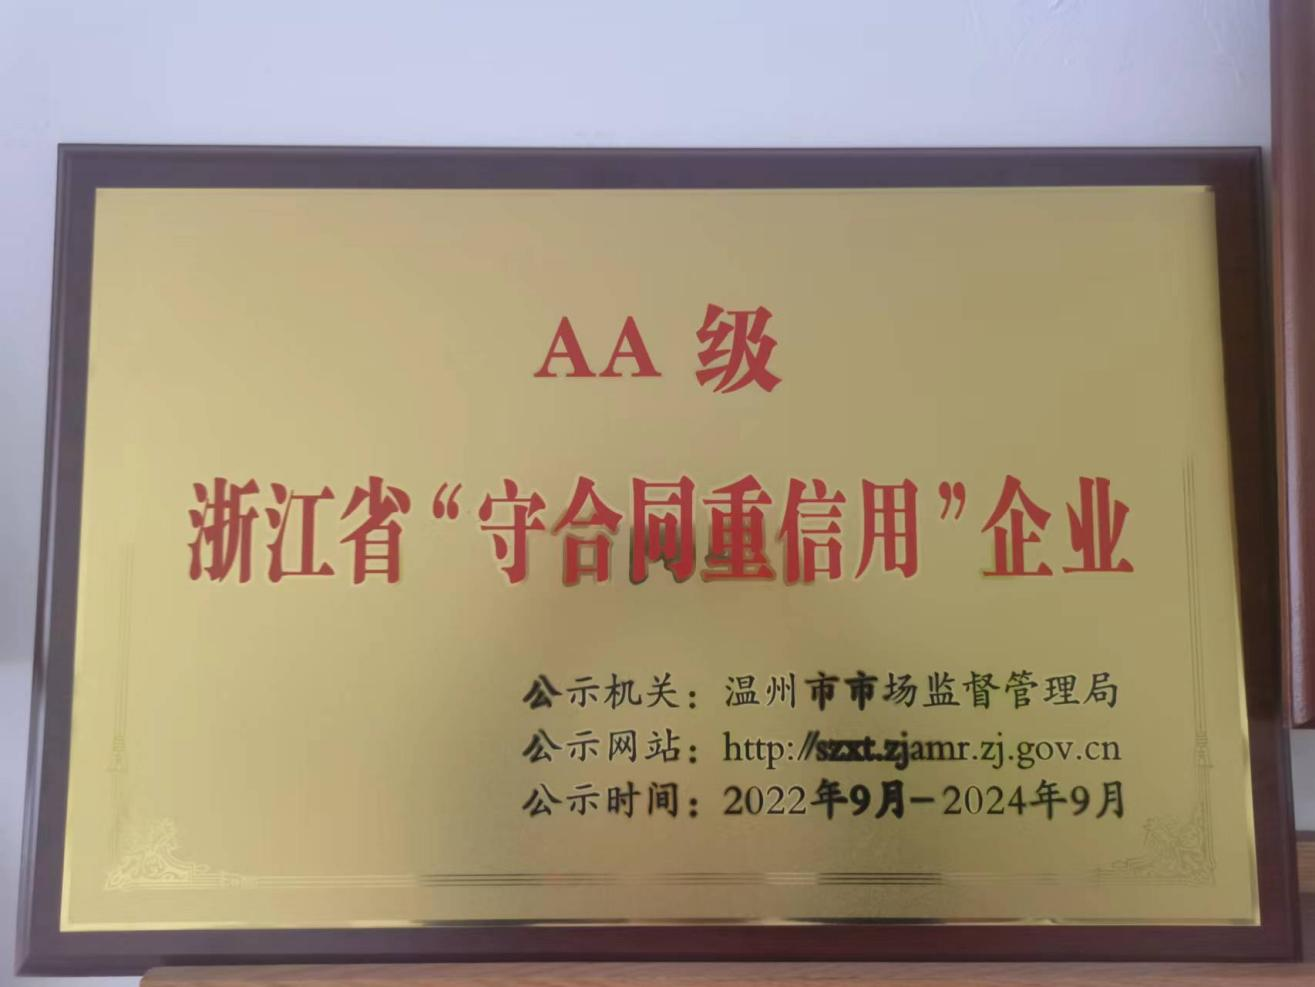 AA 级
浙江省“守合同重信用”企业
公示机关：温州市市场监督管理局
公示网站：http://szxt.zjamr.zj.gov.cn
公示时间：2022年9月-2024年9月